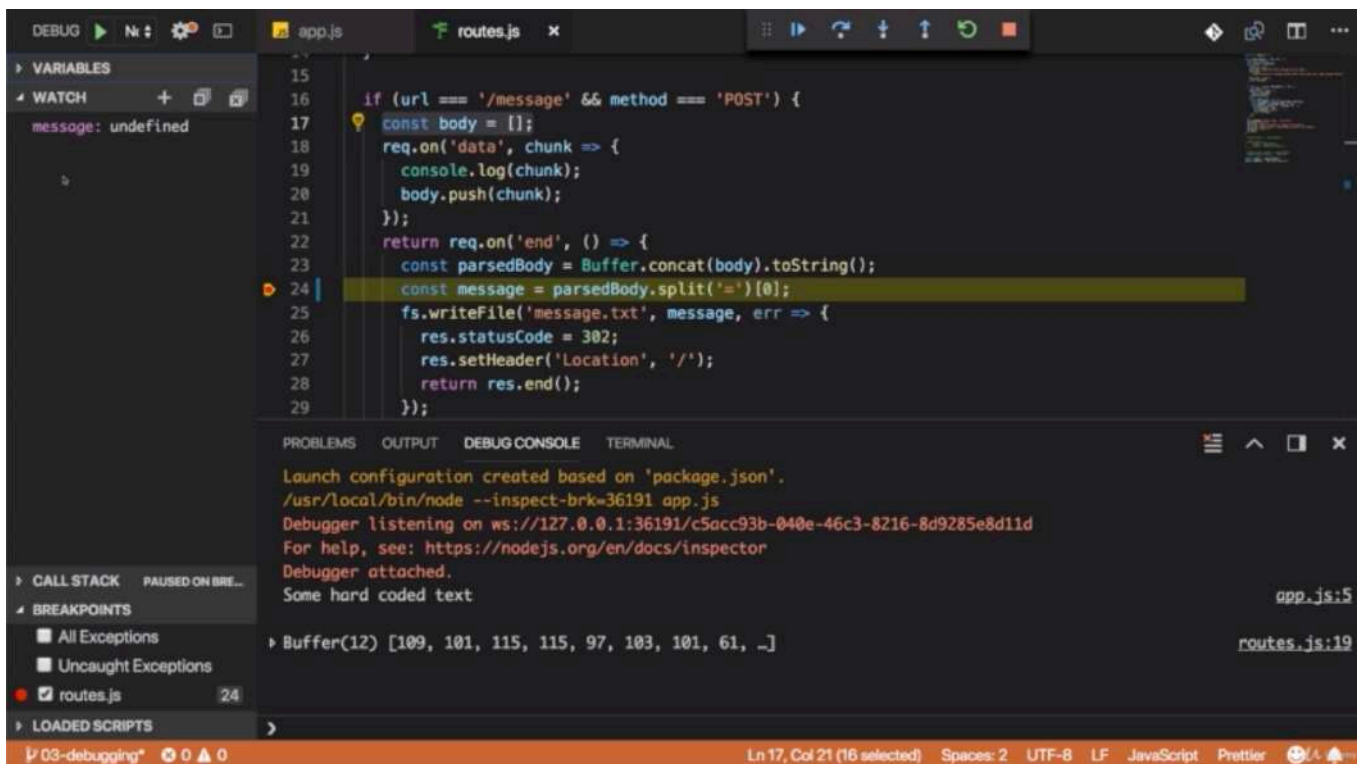 DEBUG
app.js
routes.js
VARIABLES
WATCH
message: undefined
15
16 if (url === '/message' && method === 'POST') {
17 const body = [];
18 req.on('data', chunk => {
19 console.log(chunk);
20 body.push(chunk);
21 });
22 return req.on('end', () => {
23 const parsedBody = Buffer.concat(body).toString();
24 const message = parsedBody.split('=')[0];
25 fs.writeFile('message.txt', message, err => {
26 res.statusCode = 302;
27 res.setHeader('Location', '/');
28 return res.end();
29 });
PROBLEMS OUTPUT DEBUG CONSOLE TERMINAL
Launch configuration created based on 'package.json'.
/usr/local/bin/node --inspect-brk=36191 app.js
Debugger listening on ws://127.0.0.1:36191/c5acc93b-040e-46c3-8216-8d9285e8d11d
For help, see: https://nodejs.org/en/docs/inspector
Debugger attached.
Some hard coded text app.js:5
Buffer(12) [109, 101, 115, 115, 97, 103, 101, 61, …] routes.js:19
CALL STACK PAUSED ON BRE...
BREAKPOINTS
All Exceptions
Uncaught Exceptions
routes.js 24
LOADED SCRIPTS
03-debugging* 0 0
Ln 17, Col 21 (16 selected) Spaces: 2 UTF-8 LF JavaScript Prettier